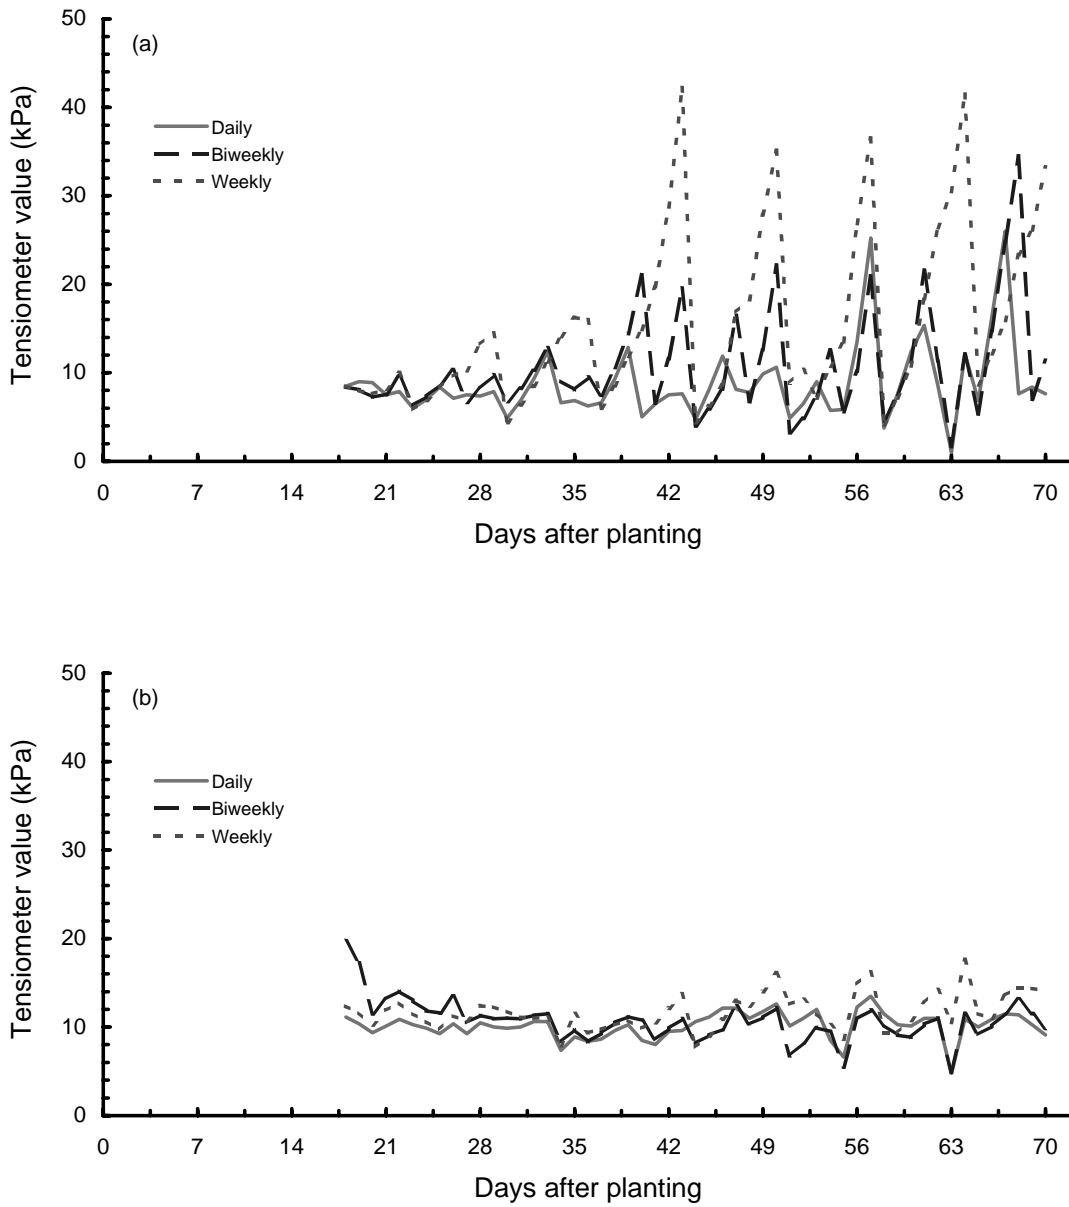 50
(a)
40
Daily
Biweekly
Weekly
30
20
10
0
Tensiometer value (kPa)
0 7 14 21 28 35 42 49 56 63 70
Days after planting
50
(b)
40
Daily
Biweekly
Weekly
30
20
10
0
Tensiometer value (kPa)
0 7 14 21 28 35 42 49 56 63 70
Days after planting